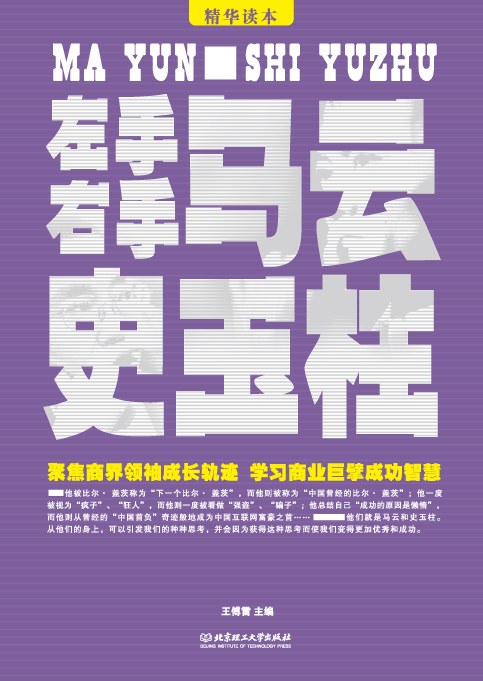 精华读本
MA YUN SHI YUZHU
左手 马云
右手
史玉柱
聚焦商界领袖成长轨迹 学习商业巨擘成功智慧
他被比尔·盖茨称为“下一个比尔·盖茨”，而他则被称为“中国曾经的比尔·盖茨”；他一度
被视为“疯子”、“狂人”，而他则一度被看做“强盗”、“骗子”；他总结自己“成功的原因是懒惰”，
而他则从曾经的“中国首负”奇迹般地成为中国互联网富豪之首……他们就是马云和史玉柱。
从他们的身上，可以引发我们的种种思考，并会因为获得这种思考而使我们变得更加优秀和成功。
王傅雷 主编
北京理工大学出版社
BEIJING INSTITUTE OF TECHNOLOGY PRESS